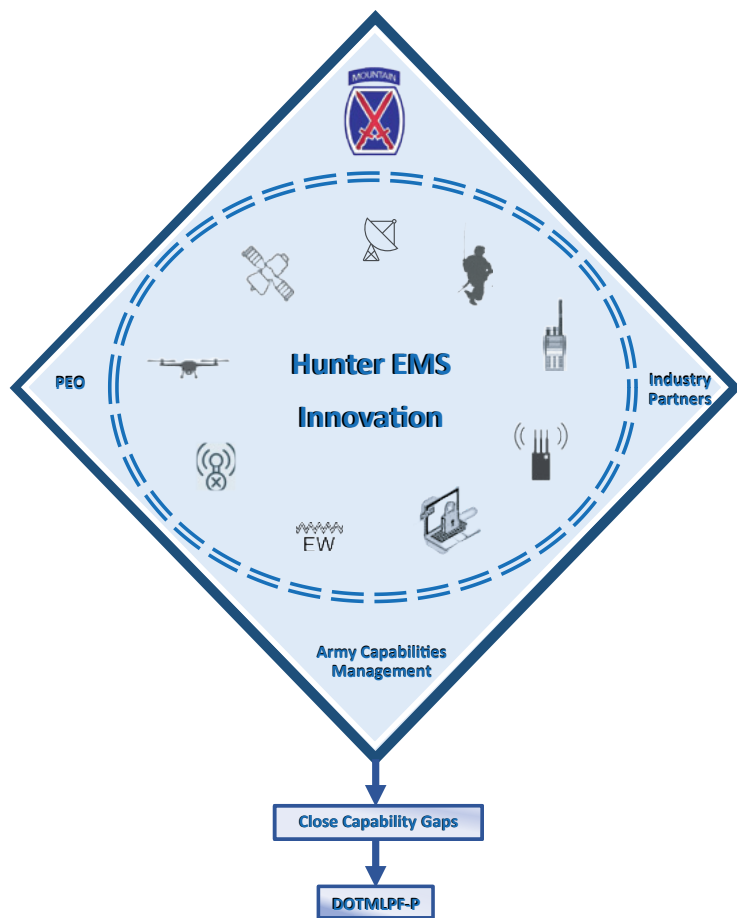 MOUNTAIN
Hunter EMS
Innovation
PEO
Industry
Partners
EW
Army Capabilities
Management
Close Capability Gaps
DOTMLPF-P